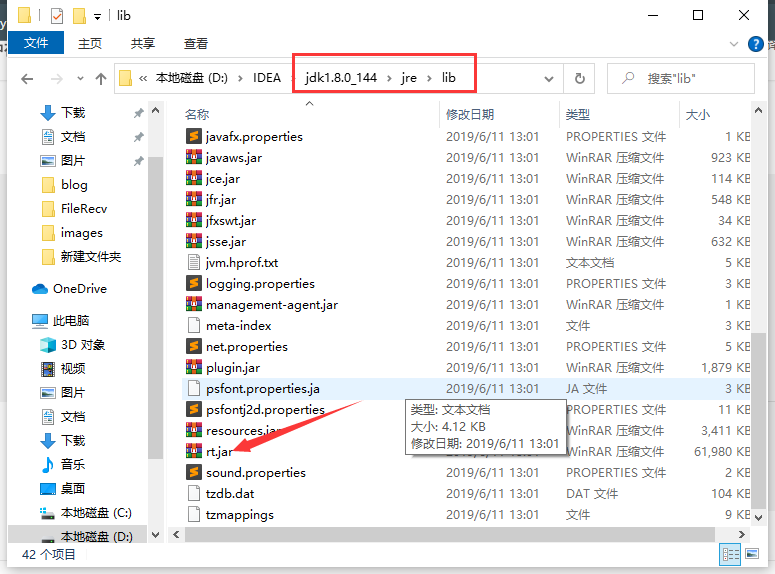 lib
文件 主页 共享 查看
« 本地磁盘 (D:) › IDEA › jdk1.8.0_144 › jre › lib 搜索"lib"
名称 修改日期 类型 大小
下载
文档
图片
blog
FileRecv
images
新建文件夹
OneDrive
此电脑
3D 对象
视频
图片
文档
下载
音乐
桌面
本地磁盘 (C:)
本地磁盘 (D:)
javafx.properties 2019/6/11 13:01 PROPERTIES 文件 1 KB
javaws.jar 2019/6/11 13:01 WinRAR 压缩文件 923 KB
jce.jar 2019/6/11 13:01 WinRAR 压缩文件 114 KB
jfr.jar 2019/6/11 13:01 WinRAR 压缩文件 548 KB
jfxswt.jar 2019/6/11 13:01 WinRAR 压缩文件 34 KB
jsse.jar 2019/6/11 13:01 WinRAR 压缩文件 632 KB
jvm.hprof.txt 2019/6/11 13:01 文本文档 5 KB
logging.properties 2019/6/11 13:01 PROPERTIES 文件 3 KB
management-agent.jar 2019/6/11 13:01 WinRAR 压缩文件 1 KB
meta-index 2019/6/11 13:01 文件 3 KB
net.properties 2019/6/11 13:01 PROPERTIES 文件 5 KB
plugin.jar 2019/6/11 13:01 WinRAR 压缩文件 1,879 KB
psfont.properties.ja 2019/6/11 13:01 JA 文件 3 KB
psfontj2d.properties PROPERTIES 文件 11 KB
resources.jar WinRAR 压缩文件 3,411 KB
rt.jar WinRAR 压缩文件 61,980 KB
类型: 文本文档
大小: 4.12 KB
修改日期: 2019/6/11 13:01
sound.properties 2019/6/11 13:01 PROPERTIES 文件 2 KB
tzdb.dat 2019/6/11 13:01 DAT 文件 104 KB
tzmappings 2019/6/11 13:01 文件 9 KB
42 个项目